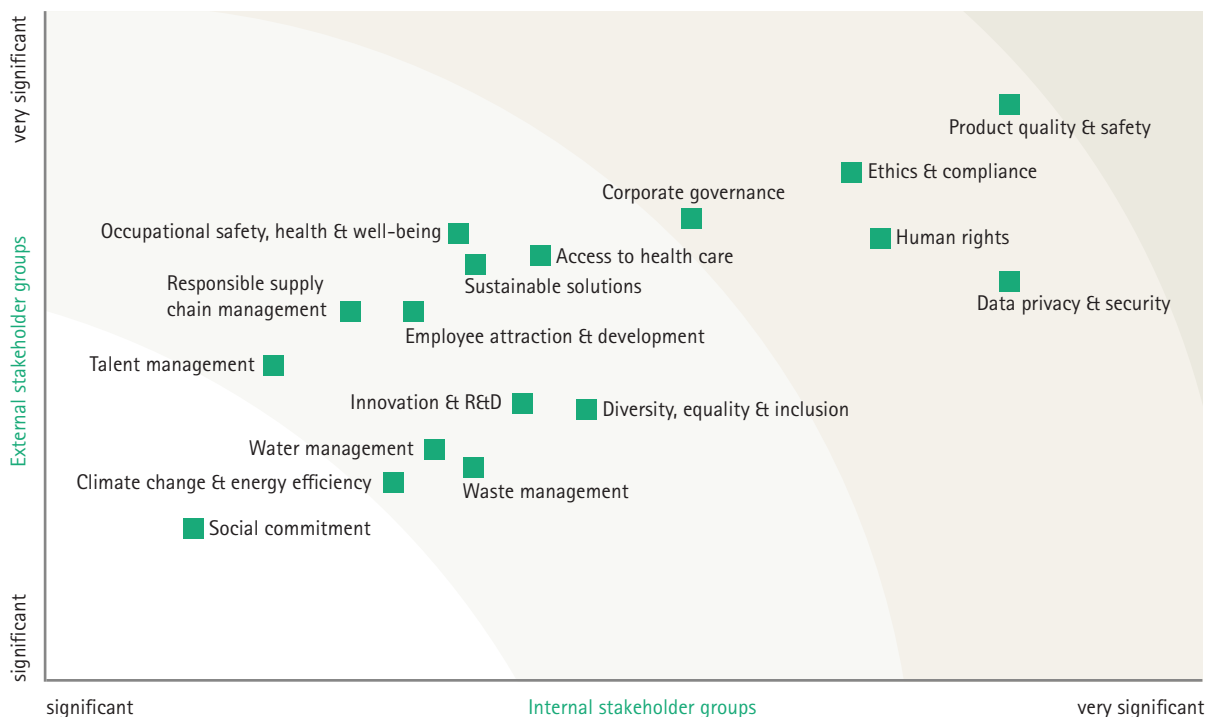 very significant
External stakeholder groups
significant
Product quality & safety
Ethics & compliance
Corporate governance
Occupational safety, health & well-being
Human rights
Access to health care
Sustainable solutions
Responsible supply
chain management
Data privacy & security
Employee attraction & development
Talent management
Innovation & R&D
Diversity, equality & inclusion
Water management
Climate change & energy efficiency
Waste management
Social commitment
significant
Internal stakeholder groups
very significant